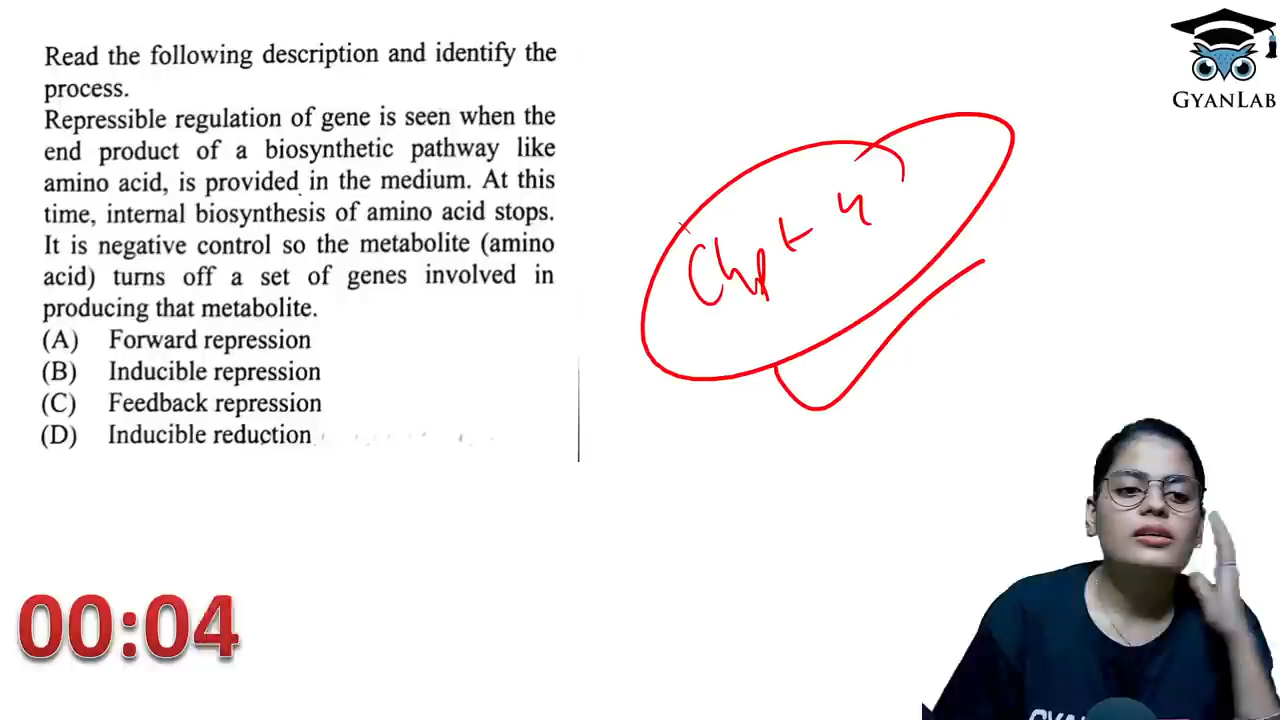 Read the following description and identify the
process.
Repressible regulation of gene is seen when the
end product of a biosynthetic pathway like
amino acid, is provided in the medium. At this
time, internal biosynthesis of amino acid stops.
It is negative control so the metabolite (amino
acid) turns off a set of genes involved in
producing that metabolite.
(A) Forward repression
(B) Inducible repression
(C) Feedback repression
(D) Inducible reduction
GYANLAB
00:04